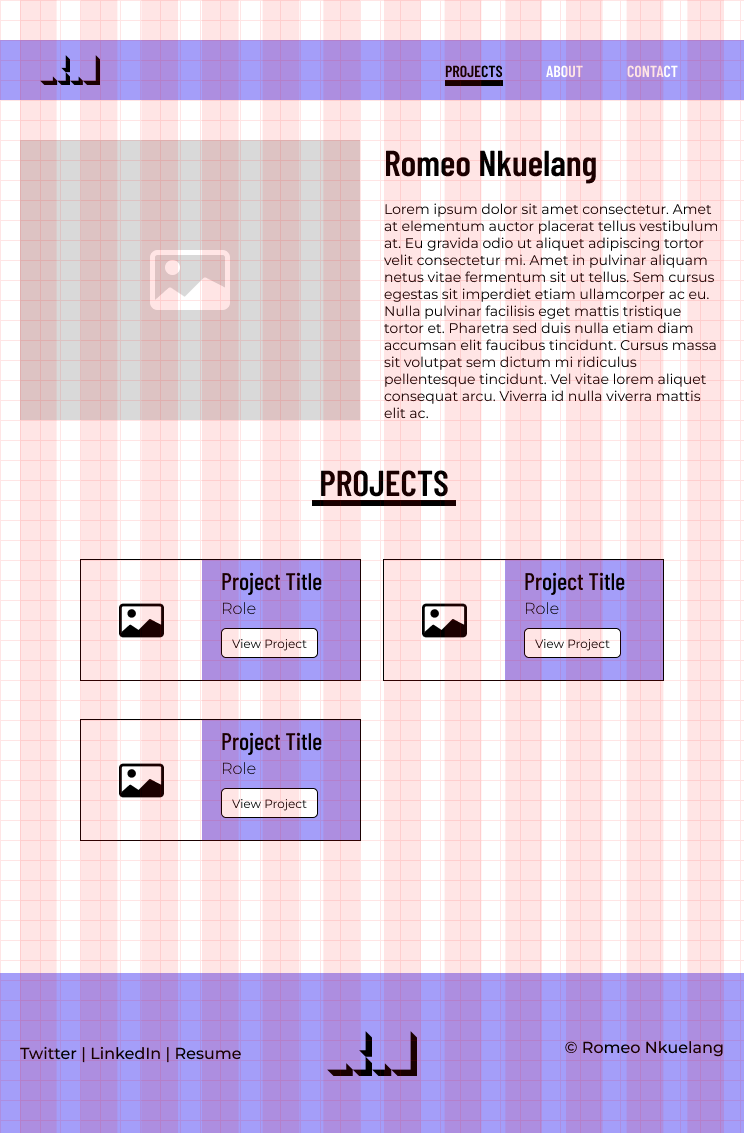 PROJECTS ABOUT CONTACT
Romeo Nkuelang
Lorem ipsum dolor sit amet consectetur. Amet
at elementum auctor placerat tellus vestibulum
at. Eu gravida odio ut aliquet adipiscing tortor
velit consectetur mi. Amet in pulvinar aliquam
netus vitae fermentum sit ut tellus. Sem cursus
egestas sit imperdiet etiam ullamcorper ac eu.
Nulla pulvinar facilisis eget mattis tristique
tortor et. Pharetra sed duis nulla etiam diam
accumsan elit faucibus tincidunt. Cursus massa
sit volutpat sem dictum mi ridiculus
pellentesque tincidunt. Vel vitae lorem aliquet
consequat arcu. Viverra id nulla viverra mattis
elit ac.
PROJECTS
Project Title
Role
View Project
Project Title
Role
View Project
Project Title
Role
View Project
Twitter | LinkedIn | Resume
© Romeo Nkuelang